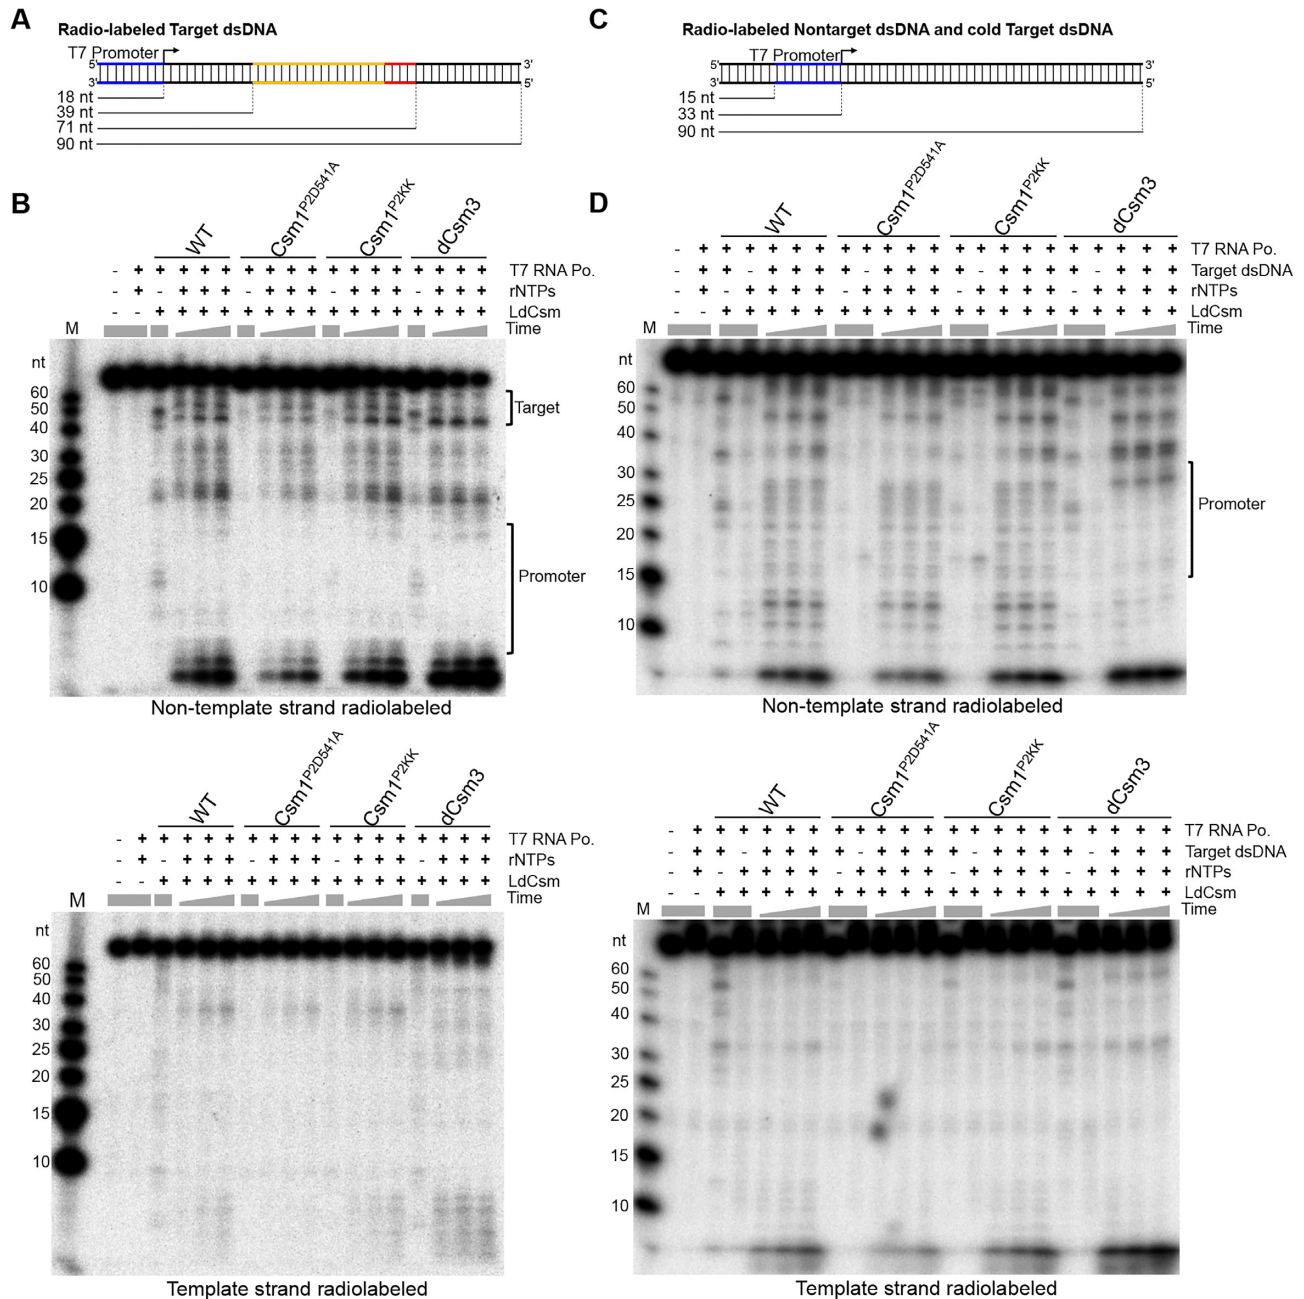 A
Radio-labeled Target dsDNA
T7 Promoter
5' 3'
3' 5'
18 nt
39 nt
71 nt
90 nt
C
Radio-labeled Nontarget dsDNA and cold Target dsDNA
T7 Promoter
5' 3'
3' 5'
15 nt
33 nt
90 nt
B
WT Csm1P2D541A Csm1P2KK dCsm3
- + + + + + + + + + + + + + + + + + T7 RNA Po.
- + - + + + - + + + - + + + - + + + rNTPs
- - + + + + + + + + + + + + + + + + LdCsm
M Time
nt
60
50
40
30
25
20
15
10
Target
Promoter
Non-template strand radiolabeled
WT Csm1P2D541A Csm1P2KK dCsm3
- + + + + + + + + + + + + + + + + + T7 RNA Po.
- + - + + + - + + + - + + + - + + + rNTPs
- - + + + + + + + + + + + + + + + + LdCsm
M Time
nt
60
50
40
30
25
20
15
10
Template strand radiolabeled
D
WT Csm1P2D541A Csm1P2KK dCsm3
T7 RNA Po.
Target dsDNA
rNTPs
LdCsm
M Time
nt
60
50
40
30
25
20
15
10
Promoter
Non-template strand radiolabeled
WT Csm1P2D541A Csm1P2KK dCsm3
T7 RNA Po.
Target dsDNA
rNTPs
LdCsm
M Time
nt
60
50
40
30
25
20
15
10
Template strand radiolabeled